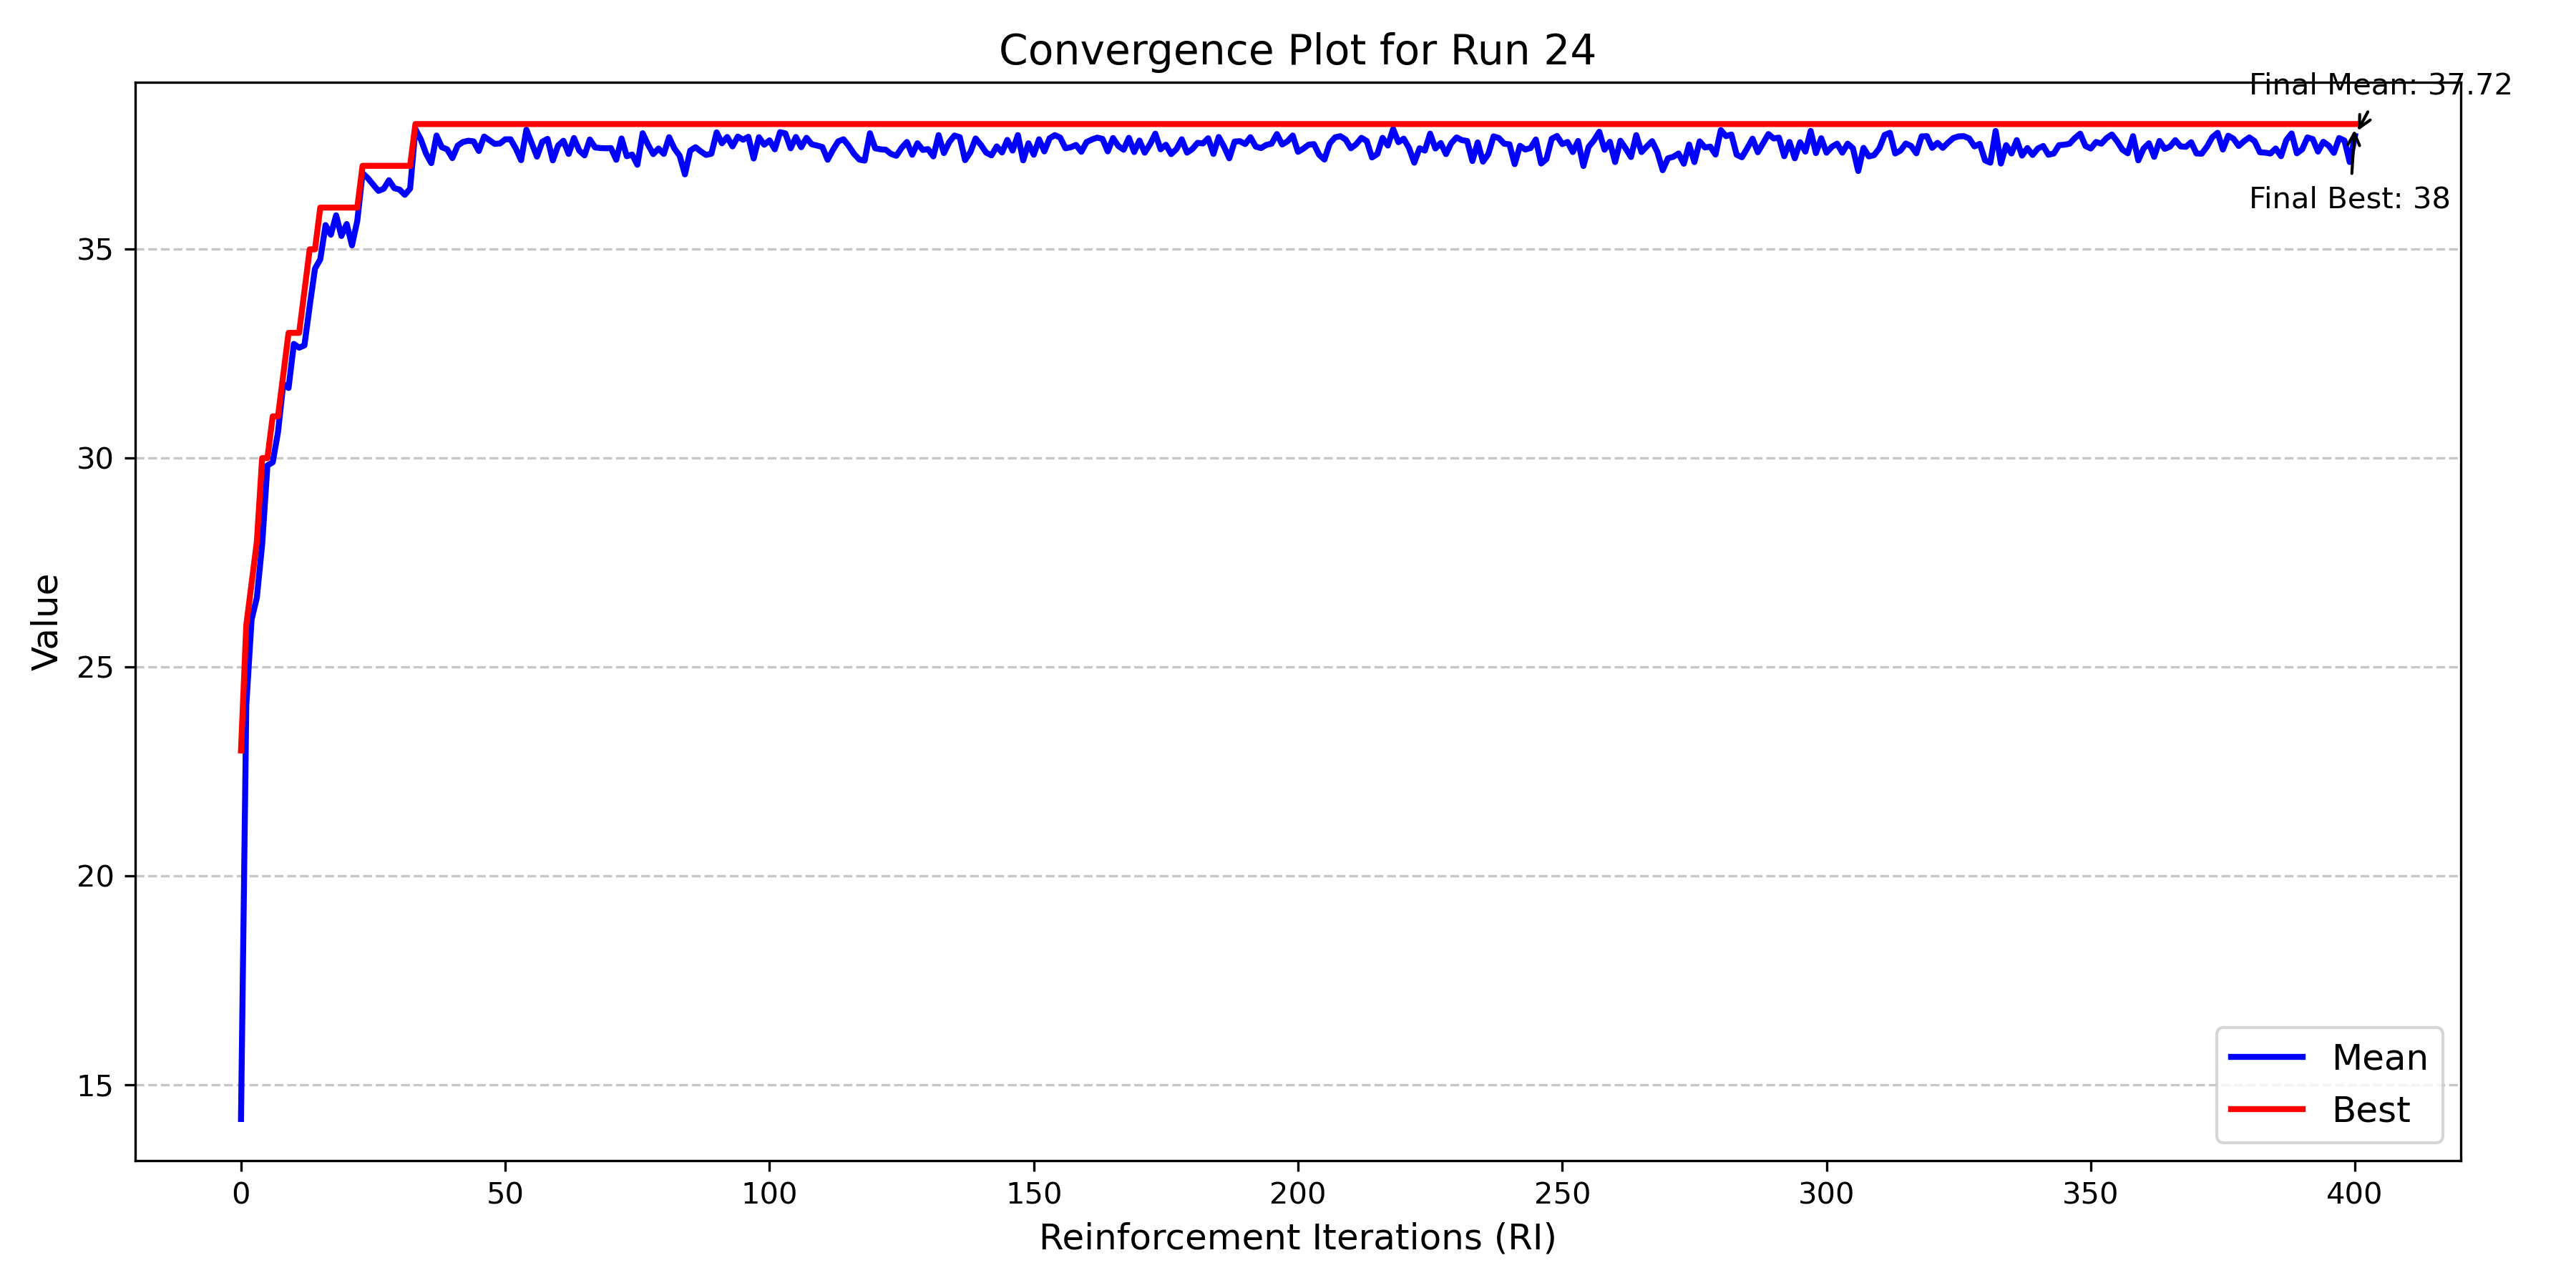 Convergence Plot for Run 24
Final Mean: 37.72
Final Best: 38
35
30
25
20
15
Value
0 50 100 150 200 250 300 350 400
Reinforcement Iterations (RI)
Mean
Best